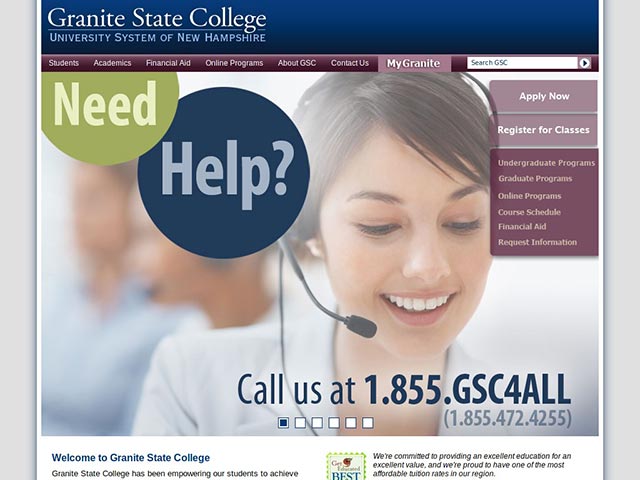 Granite State College
UNIVERSITY SYSTEM OF NEW HAMPSHIRE
Students Academics Financial Aid Online Programs About GSC Contact Us MyGranite Search GSC
Need
Help?
Apply Now
Register for Classes
Undergraduate Programs
Graduate Programs
Online Programs
Course Schedule
Financial Aid
Request Information
Call us at 1.855.GSC4ALL
(1.855.472.4255)
Welcome to Granite State College
Granite State College has been empowering our students to achieve
Get
Educated
BEST
We're committed to providing an excellent education for an
excellent value, and we're proud to have one of the most
affordable tuition rates in our region.